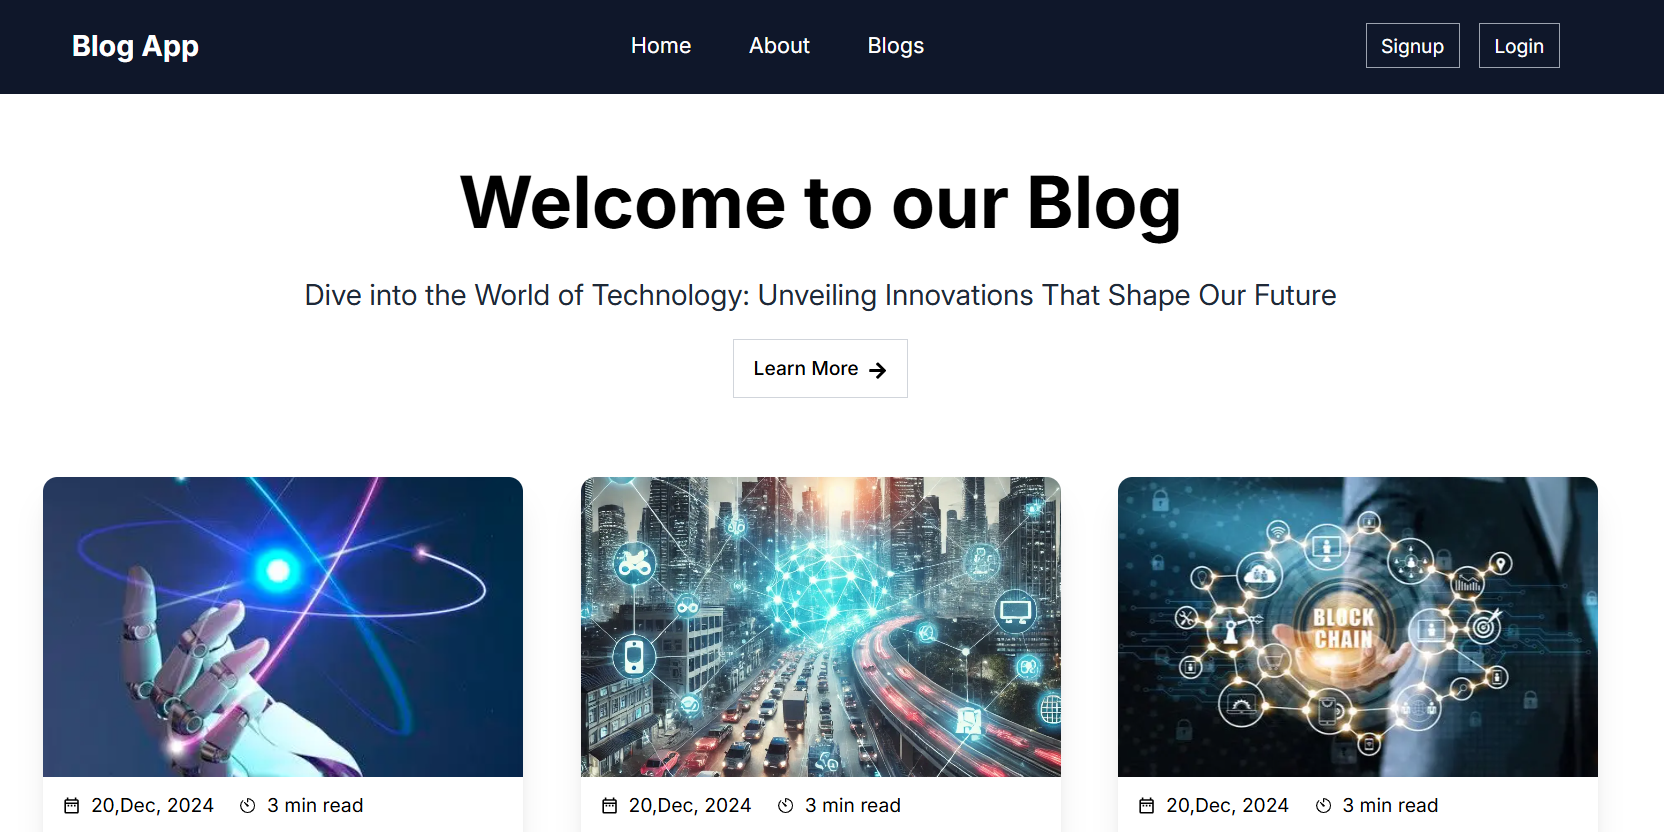 Blog App
Home About Blogs
Signup Login
Welcome to our Blog
Dive into the World of Technology: Unveiling Innovations That Shape Our Future
Learn More
BLOCK
CHAIN
20,Dec, 2024 3 min read
20,Dec, 2024 3 min read
20,Dec, 2024 3 min read